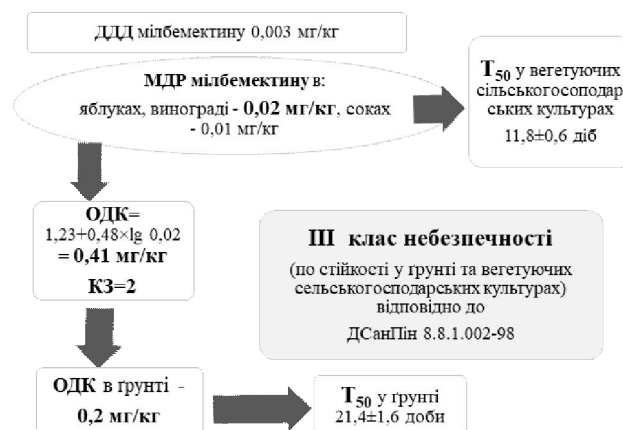 ДДД мілбемектину 0,003 мг/кг
МДР мілбемектину в:
яблуках, винограді - 0,02 мг/кг, соках
- 0,01 мг/кг
T50 у вегетуючих
сільськогосоподар
ських культурах
11,8±0,6 діб
ОДК=
1,23+0,48×lg 0,02
= 0,41 мг/кг
КЗ=2
III клас небезпечності
(по стійкості у ґрунті та вегетуючих
сельськогосподарських культурах)
відповідно до
ДСанПін 8.8.1.002-98
ОДК в ґрунті -
0,2 мг/кг
T50 у ґрунті
21,4±1,6 доби